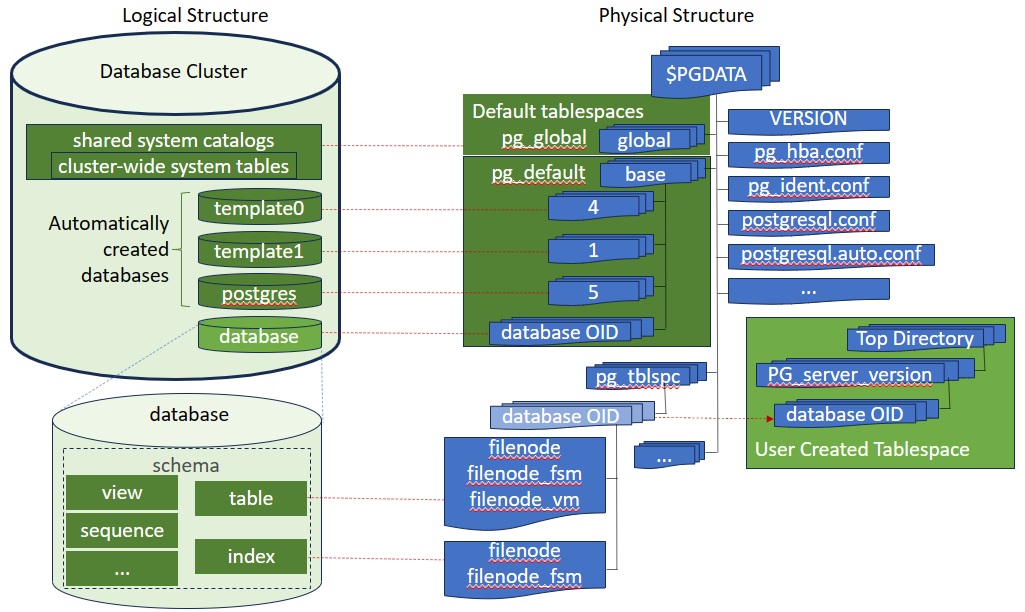 Logical Structure
Physical Structure
Database Cluster
shared system catalogs
cluster-wide system tables
Automatically
created
databases
template0
template1
postgres
database
database
schema
view
sequence
...
table
index
$PGDATA
Default tablespaces
pg_global
global
pg_default
base
4
1
5
database OID
pg_tblspc
database OID
...
filenode
filenode_fsm
filenode_vm
filenode
filenode_fsm
VERSION
pg_hba.conf
pg_ident.conf
postgresql.conf
postgresql.auto.conf
...
Top Directory
PG_server_version
database OID
User Created Tablespace